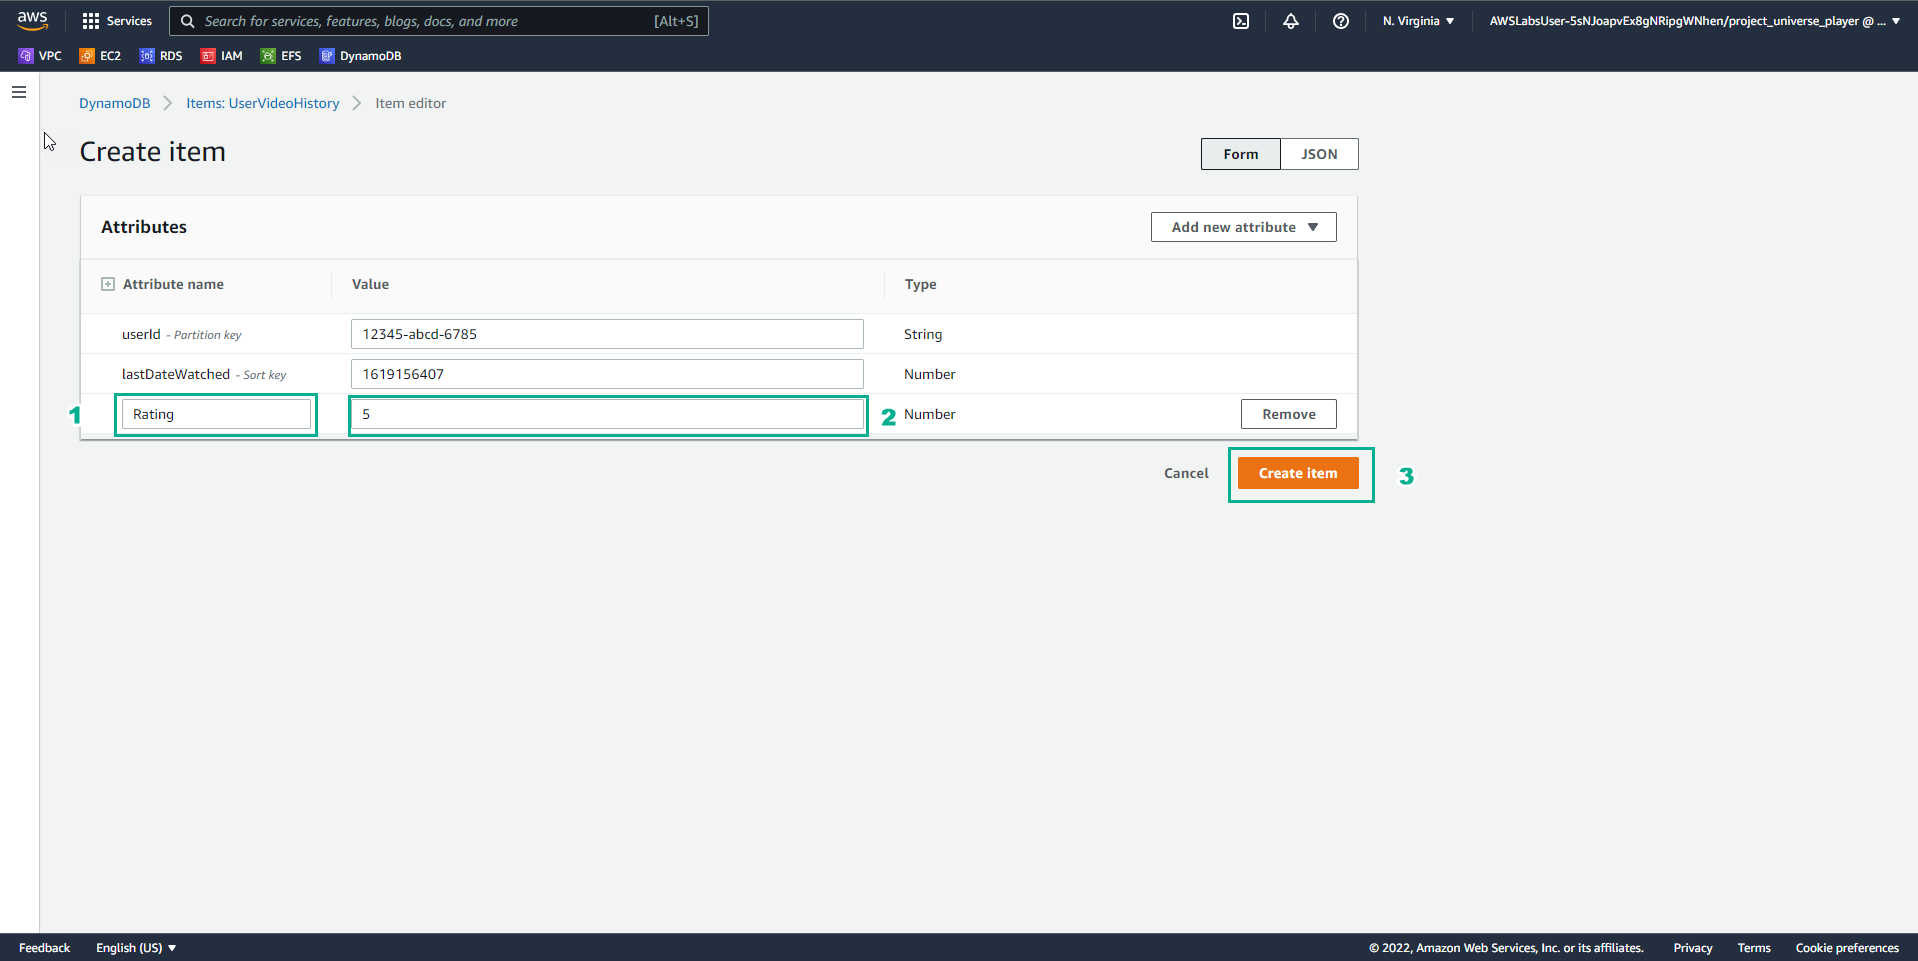 aws Services Search for services, features, blogs, docs, and more [Alt+S] N. Virginia ▼ AWSLabsUser-5sNJoapvEx8gNRipgWNhen/project_universe_player @ ... ▼
VPC EC2 RDS IAM EFS DynamoDB
DynamoDB > Items: UserVideoHistory > Item editor
Create item Form JSON
Attributes Add new attribute ▼
Attribute name Value Type
userId - Partition key 12345-abcd-6785 String
lastDateWatched - Sort key 1619156407 Number
1 Rating 5 2 Number Remove
Cancel Create item 3
Feedback English (US) ▼ © 2022, Amazon Web Services, Inc. or its affiliates. Privacy Terms Cookie preferences